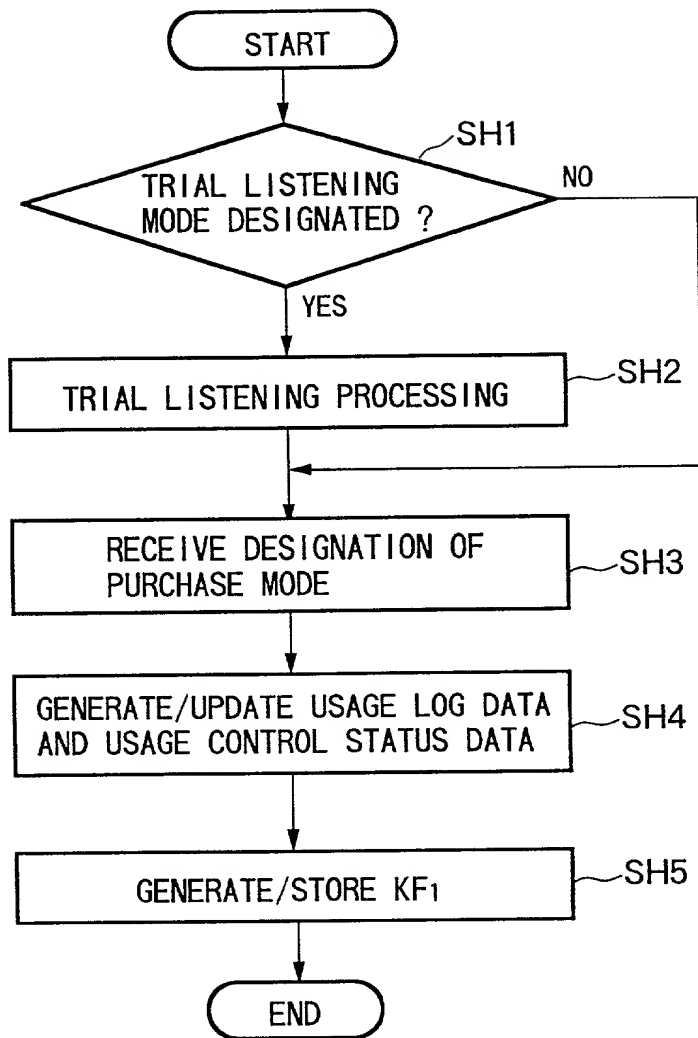 START
SH1
TRIAL LISTENING
MODE DESIGNATED ?
NO
YES
TRIAL LISTENING PROCESSING
SH2
RECEIVE DESIGNATION OF
PURCHASE MODE
SH3
GENERATE/UPDATE USAGE LOG DATA
AND USAGE CONTROL STATUS DATA
SH4
GENERATE/STORE KF1
SH5
END